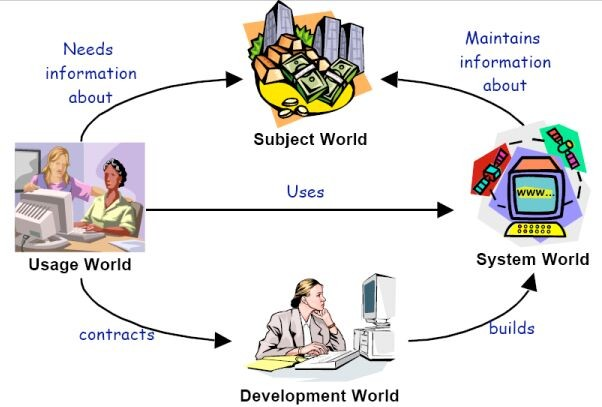 Needs
information
about
Maintains
information
about
Subject World
Uses
www...
Usage World
System World
contracts
builds
Development World